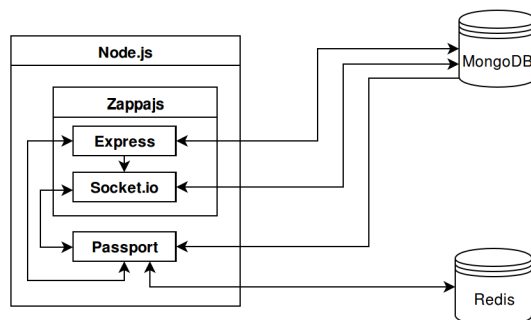 Node.js
MongoDB
Zappajs
Express
Socket.io
Passport
Redis